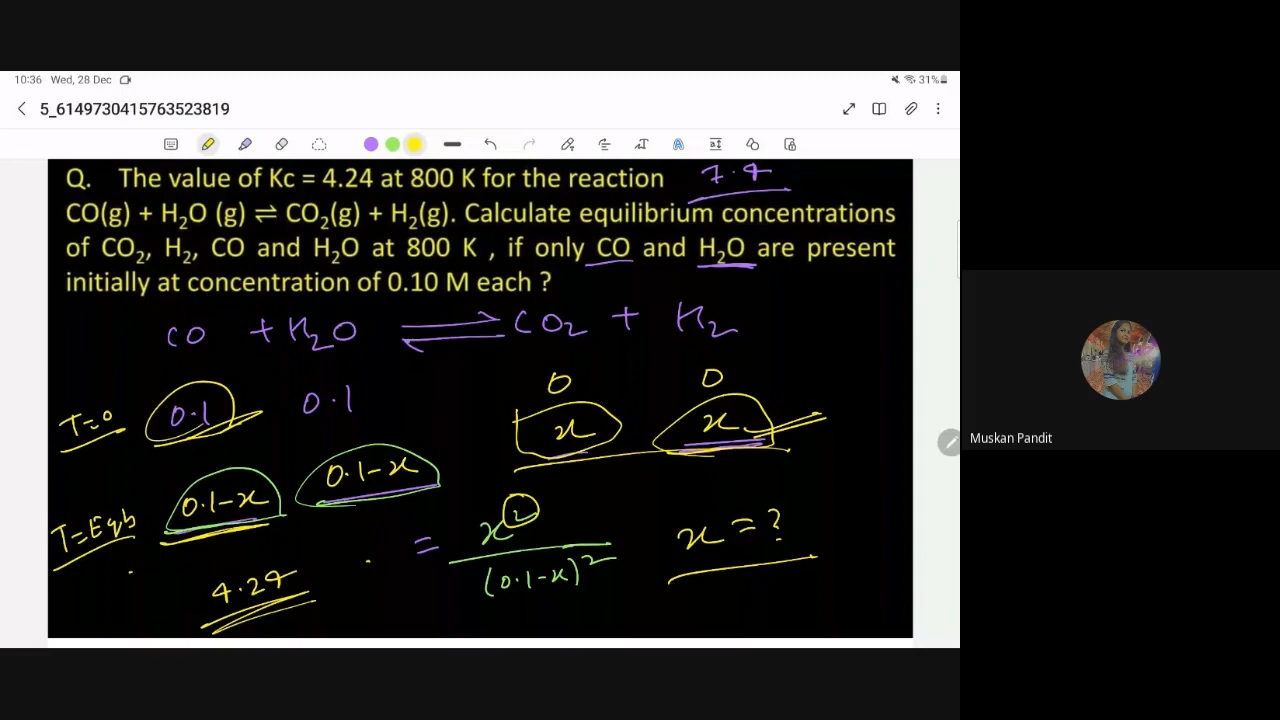 10:36 Wed, 28 Dec
31%
5_6149730415763523819
Q. The value of Kc = 4.24 at 800 K for the reaction
7.4
CO(g) + H₂O (g) ⇌ CO₂(g) + H₂(g). Calculate equilibrium concentrations
of CO₂, H₂, CO and H₂O at 800 K , if only CO and H₂O are present
initially at concentration of 0.10 M each ?
CO + H₂O ⇌ CO₂ + H₂
0 0
T=0 0.1 0.1 x x
T=Eqb 0.1-x 0.1-x
4.24 = x² / (0.1-x)² x = ?
Muskan Pandit